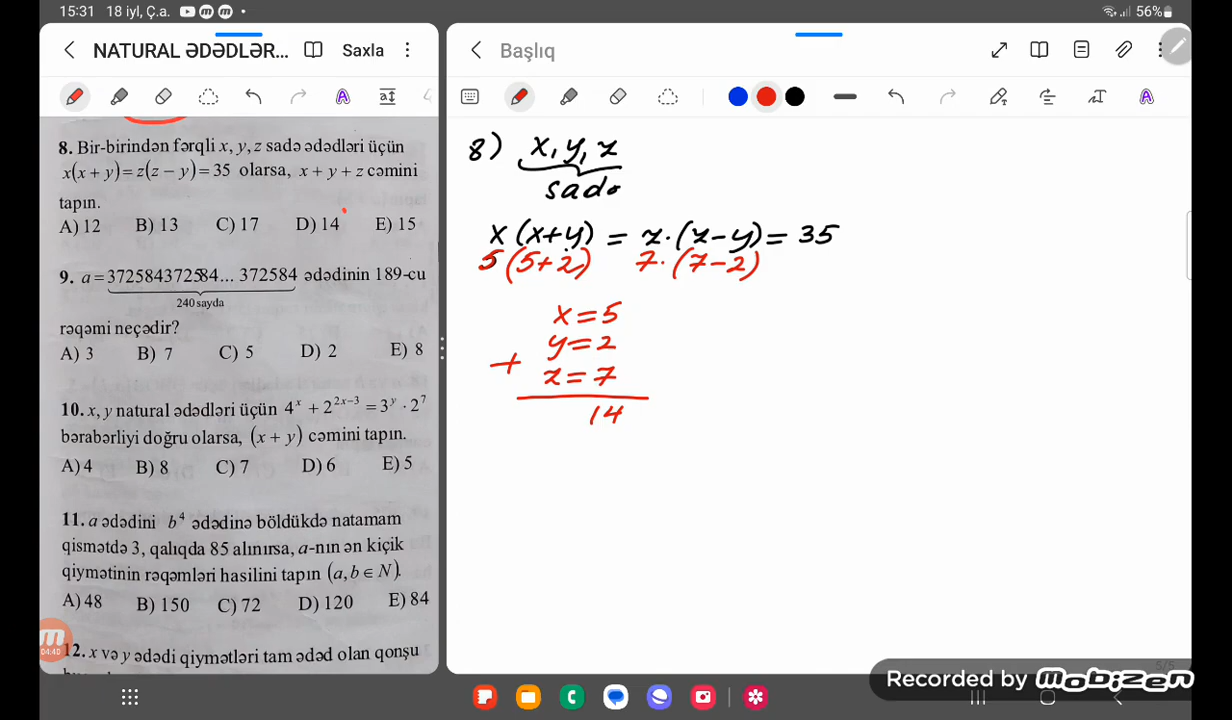 15:31 18 iyl, Ç.a. 56%
NATURAL ƏDƏDLƏR... Saxla
8. Bir-birindən fərqli x, y, z sadə ədədləri üçün
x(x + y) = z(z − y) = 35 olarsa, x + y + z cəmini
tapın.
A) 12 B) 13 C) 17 D) 14 E) 15
9. a = 372584372584... 372584 ədədinin 189-cu
240 sayda
rəqəmi neçədir?
A) 3 B) 7 C) 5 D) 2 E) 8
10. x, y natural ədədləri üçün 4^x + 2^{2x−3} = 3^y · 2^7
bərabərliyi doğru olarsa, (x + y) cəmini tapın.
A) 4 B) 8 C) 7 D) 6 E) 5
11. a ədədini b^4 ədədinə böldükdə natamam
qismətdə 3, qalıqda 85 alınırsa, a-nın ən kiçik
qiymətinin rəqəmləri hasilini tapın (a, b ∈ N).
A) 48 B) 150 C) 72 D) 120 E) 84
12. x və y ədədi qiymətləri tam ədəd olan qonşu
04:40
Başlıq
8) x, y, z
sadə
x (x+y) = z·(z−y) = 35
5 (5+2) 7·(7−2)
x = 5
y = 2
+ z = 7
14
5/5
Recorded by mobizen